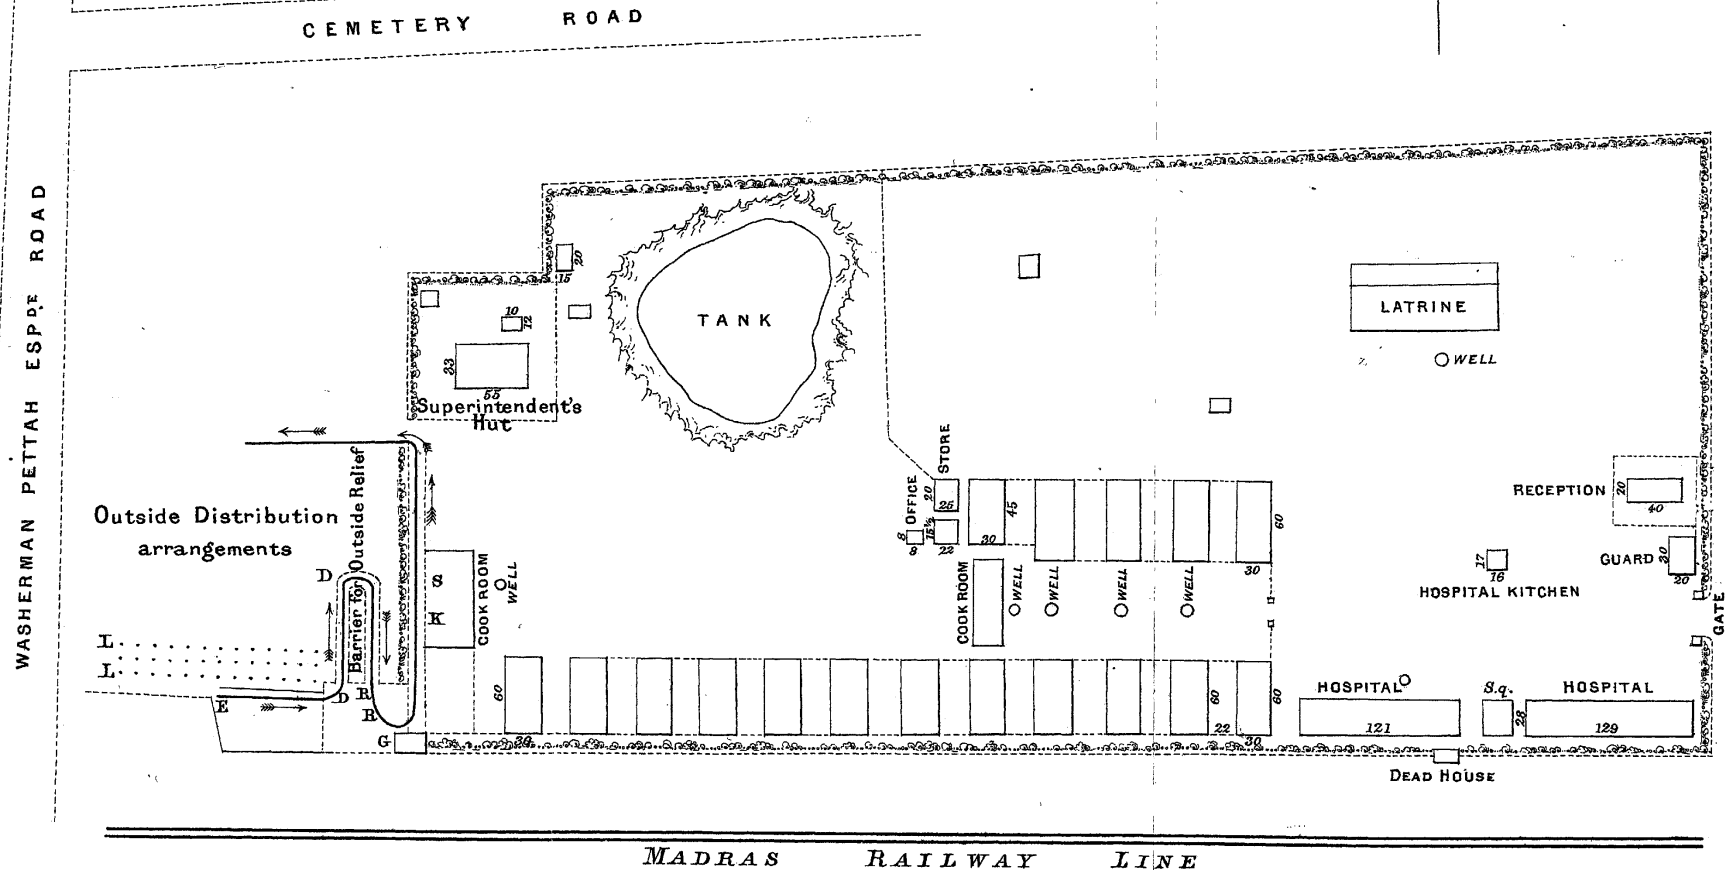 CEMETERY ROAD
WASHERMAN PETTAH ESPDE ROAD
TANK
20
15
10
12
33
55
Superintendent's
Hut
LATRINE
WELL
Outside Distribution
arrangements
Barrier for Outside Relief
D
L
L
E
D
R
R
G
S
K
COOK ROOM
WELL
STORE
OFFICE
20
25
8
8
15½
22
45
30
60
30
COOK ROOM
WELL
WELL
WELL
WELL
RECEPTION
20
40
GUARD
30
20
17
16
HOSPITAL KITCHEN
GATE
60
30
60
22
60
30
HOSPITAL
121
S.q.
28
HOSPITAL
129
DEAD HOUSE
MADRAS RAILWAY LINE